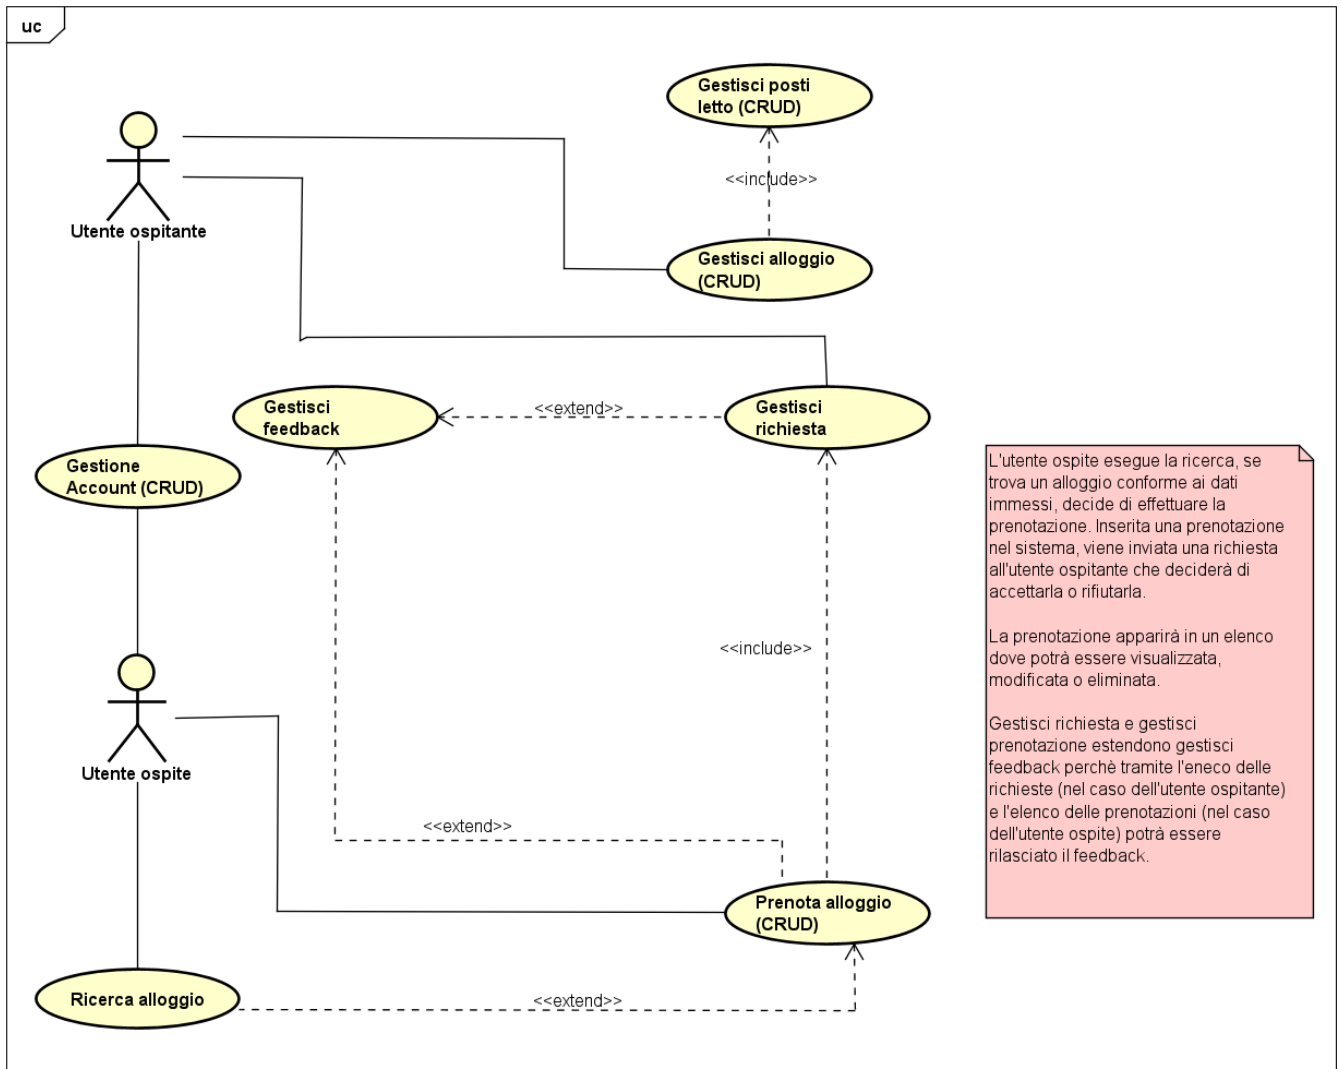 uc
Gestisci posti
letto (CRUD)
<<include>>
Utente ospitante
Gestisci alloggio
(CRUD)
Gestisci
feedback
<<extend>>
Gestisci
richiesta
Gestione
Account (CRUD)
L'utente ospite esegue la ricerca, se
trova un alloggio conforme ai dati
immessi, decide di effettuare la
prenotazione. Inserita una prenotazione
nel sistema, viene inviata una richiesta
all'utente ospitante che deciderà di
accettarla o rifiutarla.
La prenotazione apparirà in un elenco
dove potrà essere visualizzata,
modificata o eliminata.
Gestisci richiesta e gestisci
prenotazione estendono gestisci
feedback perchè tramite l'eneco delle
richieste (nel caso dell'utente ospitante)
e l'elenco delle prenotazioni (nel caso
dell'utente ospite) potrà essere
rilasciato il feedback.
<<include>>
Utente ospite
<<extend>>
Prenota alloggio
(CRUD)
Ricerca alloggio
<<extend>>